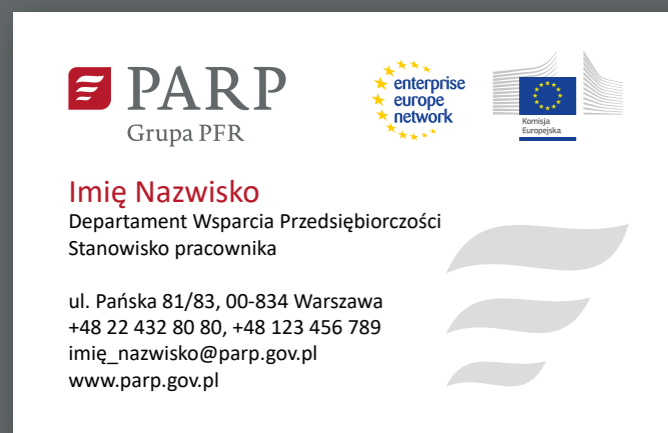 PARP
Grupa PFR
enterprise
europe
network
Komisja
Europejska
Imię Nazwisko
Departament Wsparcia Przedsiębiorczości
Stanowisko pracownika
ul. Pańska 81/83, 00-834 Warszawa
+48 22 432 80 80, +48 123 456 789
imię_nazwisko@parp.gov.pl
www.parp.gov.pl